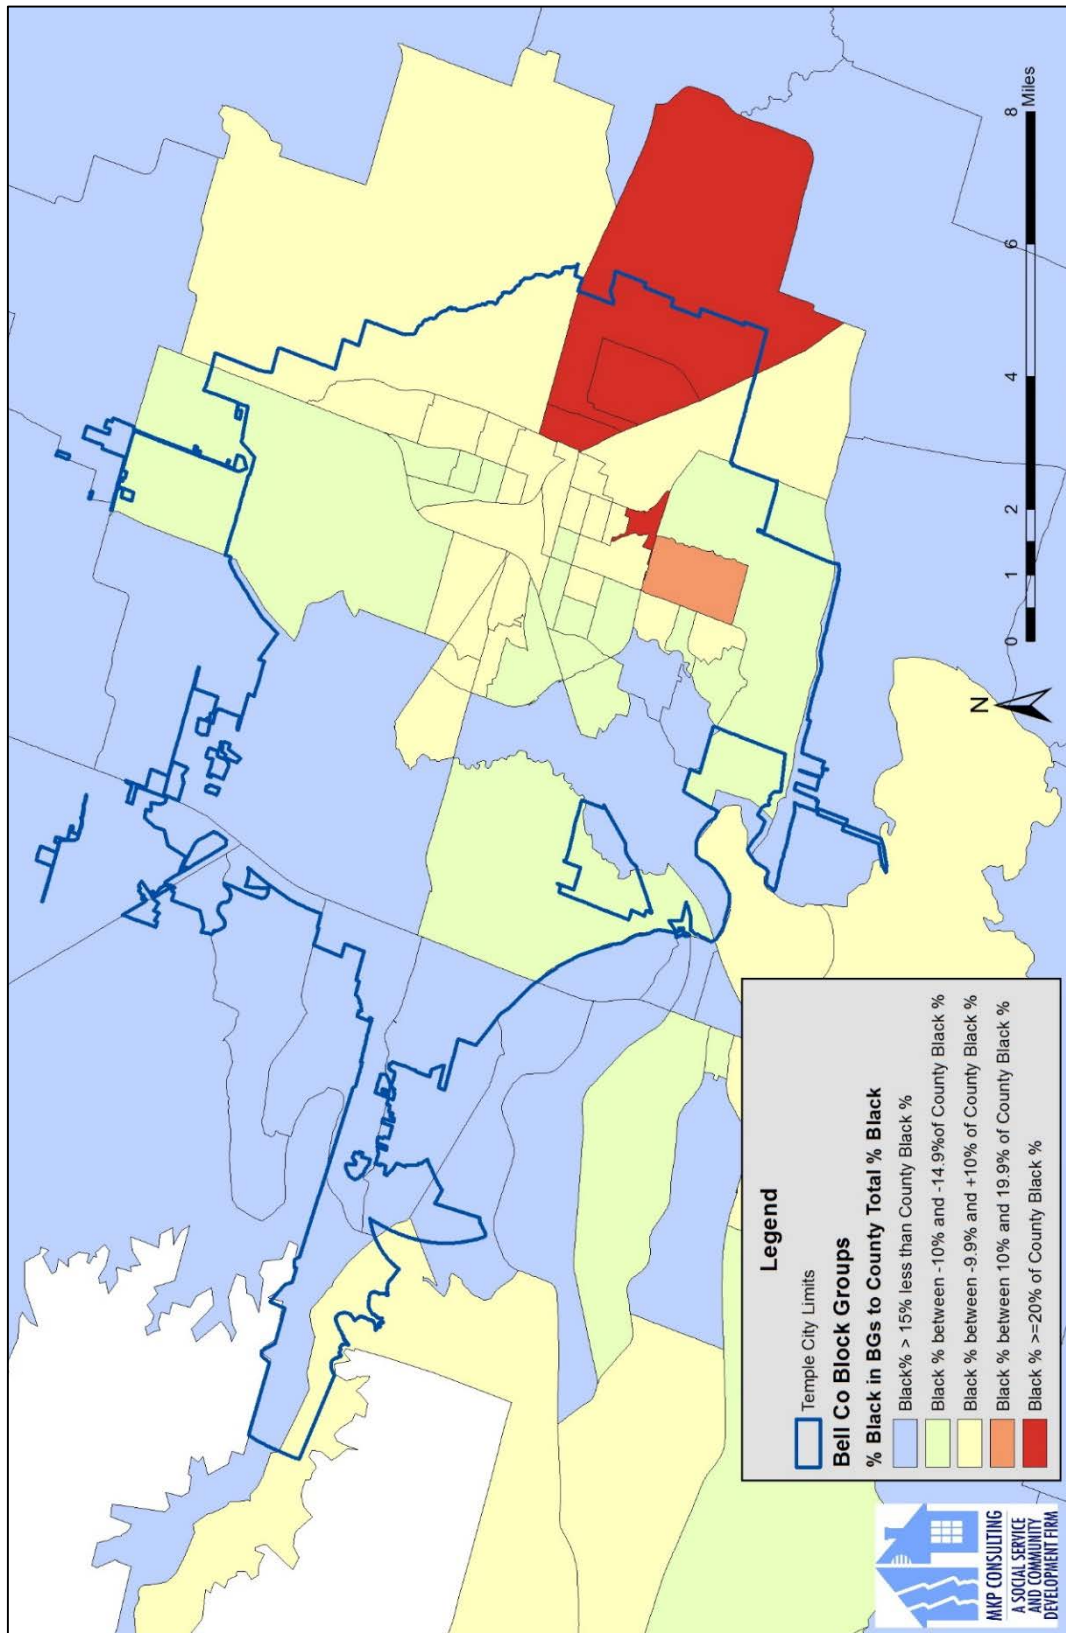 Legend
Temple City Limits
Bell Co Block Groups
% Black in BGs to County Total % Black
Black% > 15% less than County Black %
Black % between -10% and -14.9%of County Black %
Black % between -9.9% and +10% of County Black %
Black % between 10% and 19.9% of County Black %
Black % >=20% of County Black %
N
0 1 2 4 6 8
Miles
MKP CONSULTING
A SOCIAL SERVICE
AND COMMUNITY
DEVELOPMENT FIRM